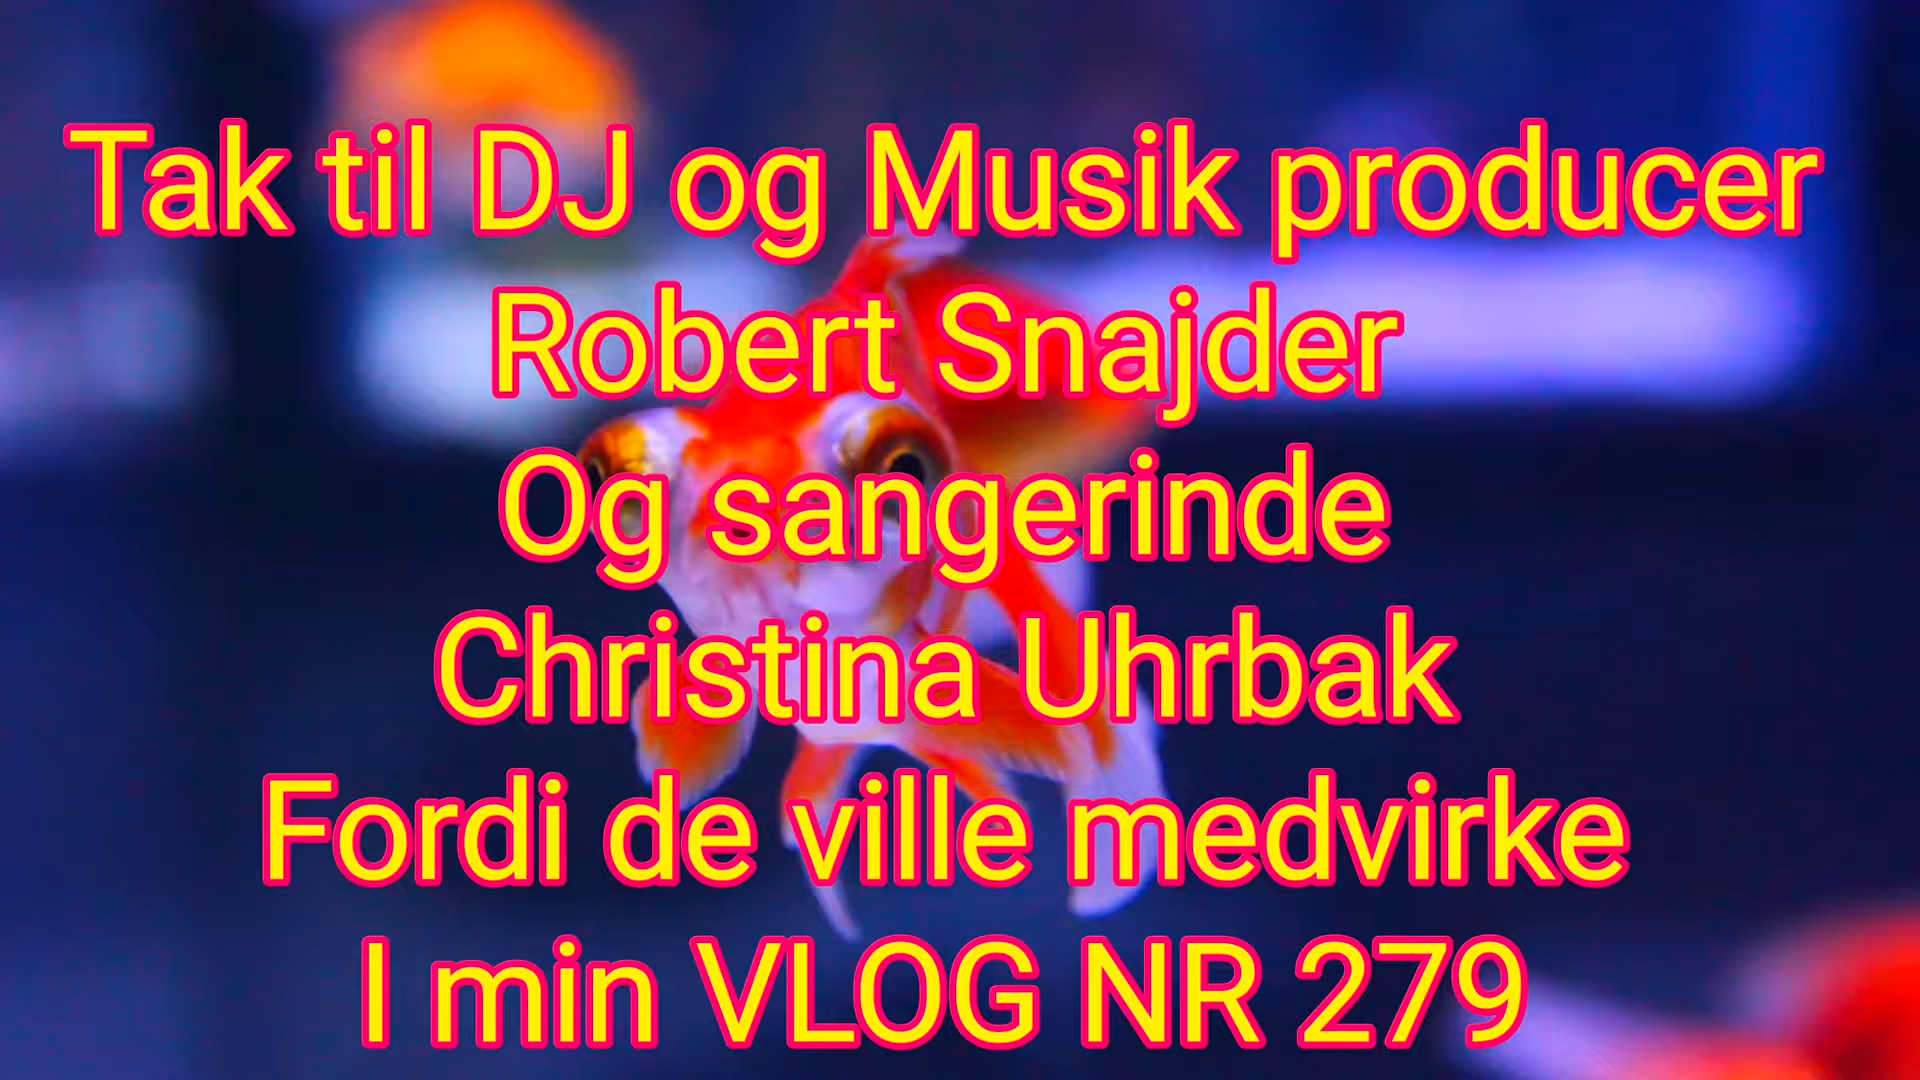 Tak til DJ og Musik producer
Robert Snajder
Og sangerinde
Christina Uhrbak
Fordi de ville medvirke
I min VLOG NR 279